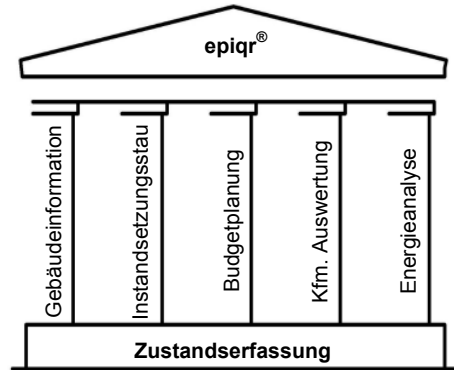 epiqr®
Gebäudeinformation
Instandsetzungsstau
Budgetplanung
Kfm. Auswertung
Energieanalyse
Zustandserfassung